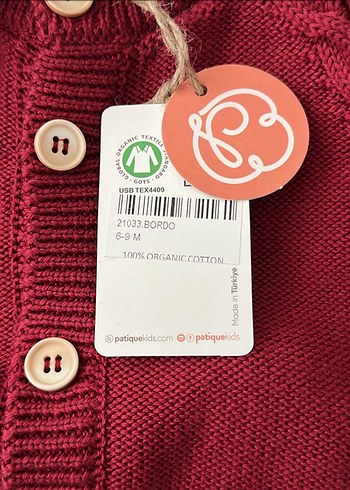 GLOBAL ORGANIC TEXTILE STANDARD
GOTS
USB TEX4409
21033.BORDO
6-9 M
100% ORGANIC COTTON
Made in Türkiye
patiquekids.com patiquekids